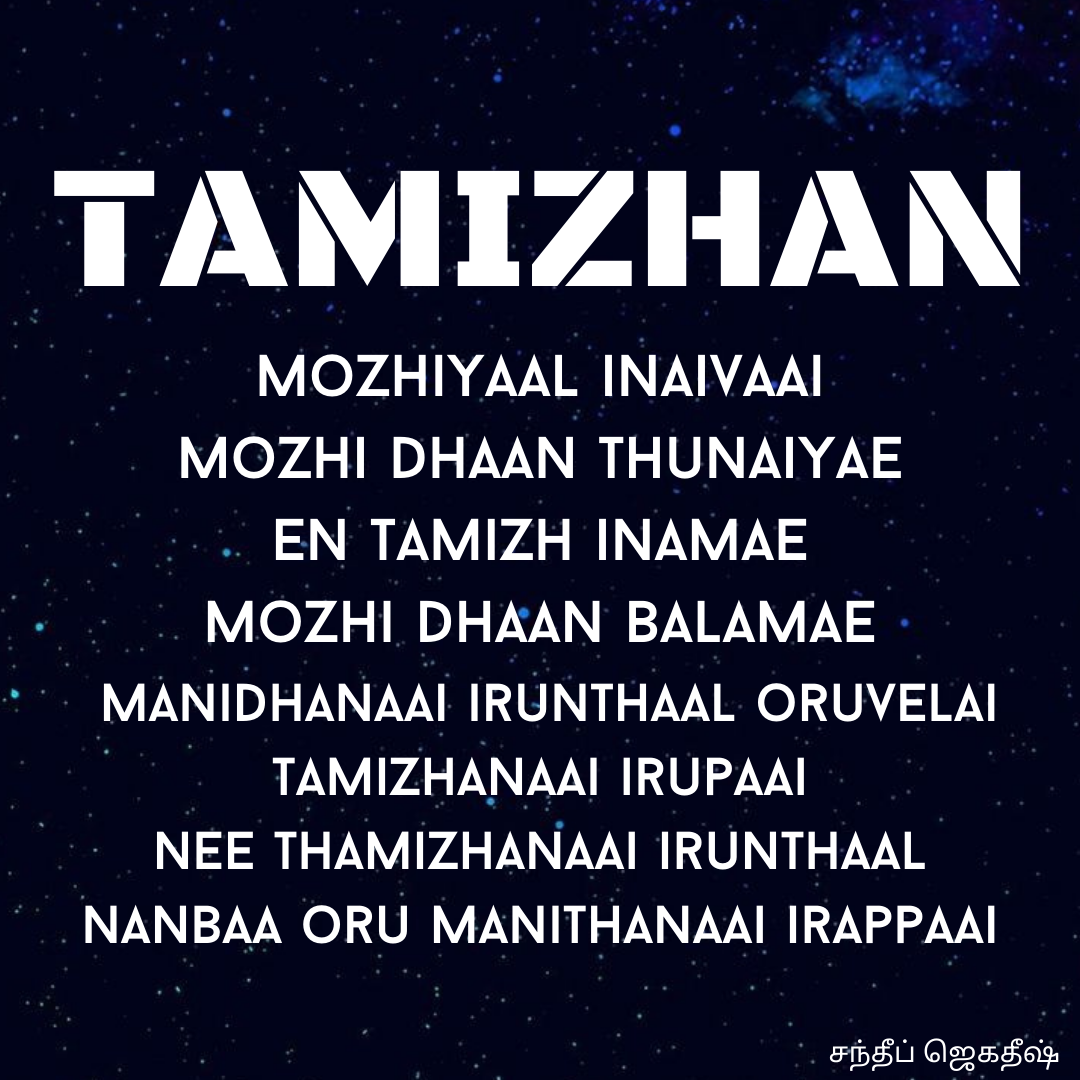 TAMIZHAN
MOZHIYAAL INAIVAAI
MOZHI DHAAN THUNAIYAE
EN TAMIZH INAMAE
MOZHI DHAAN BALAMAE
MANIDHANAAI IRUNTHAAL ORUVELAI
TAMIZHANAAI IRUPAAI
NEE THAMIZHANAAI IRUNTHAAL
NANBAA ORU MANITHANAAI IRAPPAAI
சந்தீப் ஜெகதீஷ்